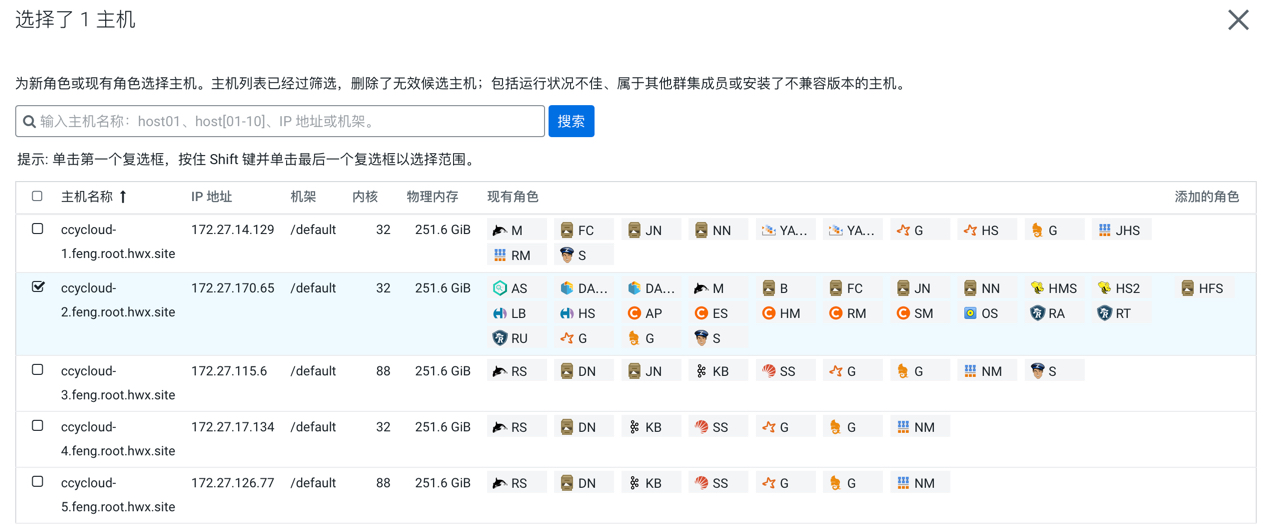 选择了 1 主机
为新角色或现有角色选择主机。主机列表已经过筛选，删除了无效候选主机；包括运行状况不佳、属于其他群集成员或安装了不兼容版本的主机。
输入主机名称：host01、host[01-10]、IP 地址或机架。 搜索
提示: 单击第一个复选框，按住 Shift 键并单击最后一个复选框以选择范围。
主机名称 ↑ IP 地址 机架 内核 物理内存 现有角色 添加的角色
ccycloud- 172.27.14.129 /default 32 251.6 GiB M FC JN NN YA... YA... G HS G JHS
1.feng.root.hwx.site RM S
ccycloud- 172.27.170.65 /default 32 251.6 GiB AS DA... DA... M B FC JN NN HMS HS2 HFS
2.feng.root.hwx.site LB HS AP ES HM RM SM OS RA RT
RU G G S
ccycloud- 172.27.115.6 /default 88 251.6 GiB RS DN JN KB SS G G NM S
3.feng.root.hwx.site
ccycloud- 172.27.17.134 /default 32 251.6 GiB RS DN KB SS G G NM
4.feng.root.hwx.site
ccycloud- 172.27.126.77 /default 88 251.6 GiB RS DN KB SS G G NM
5.feng.root.hwx.site